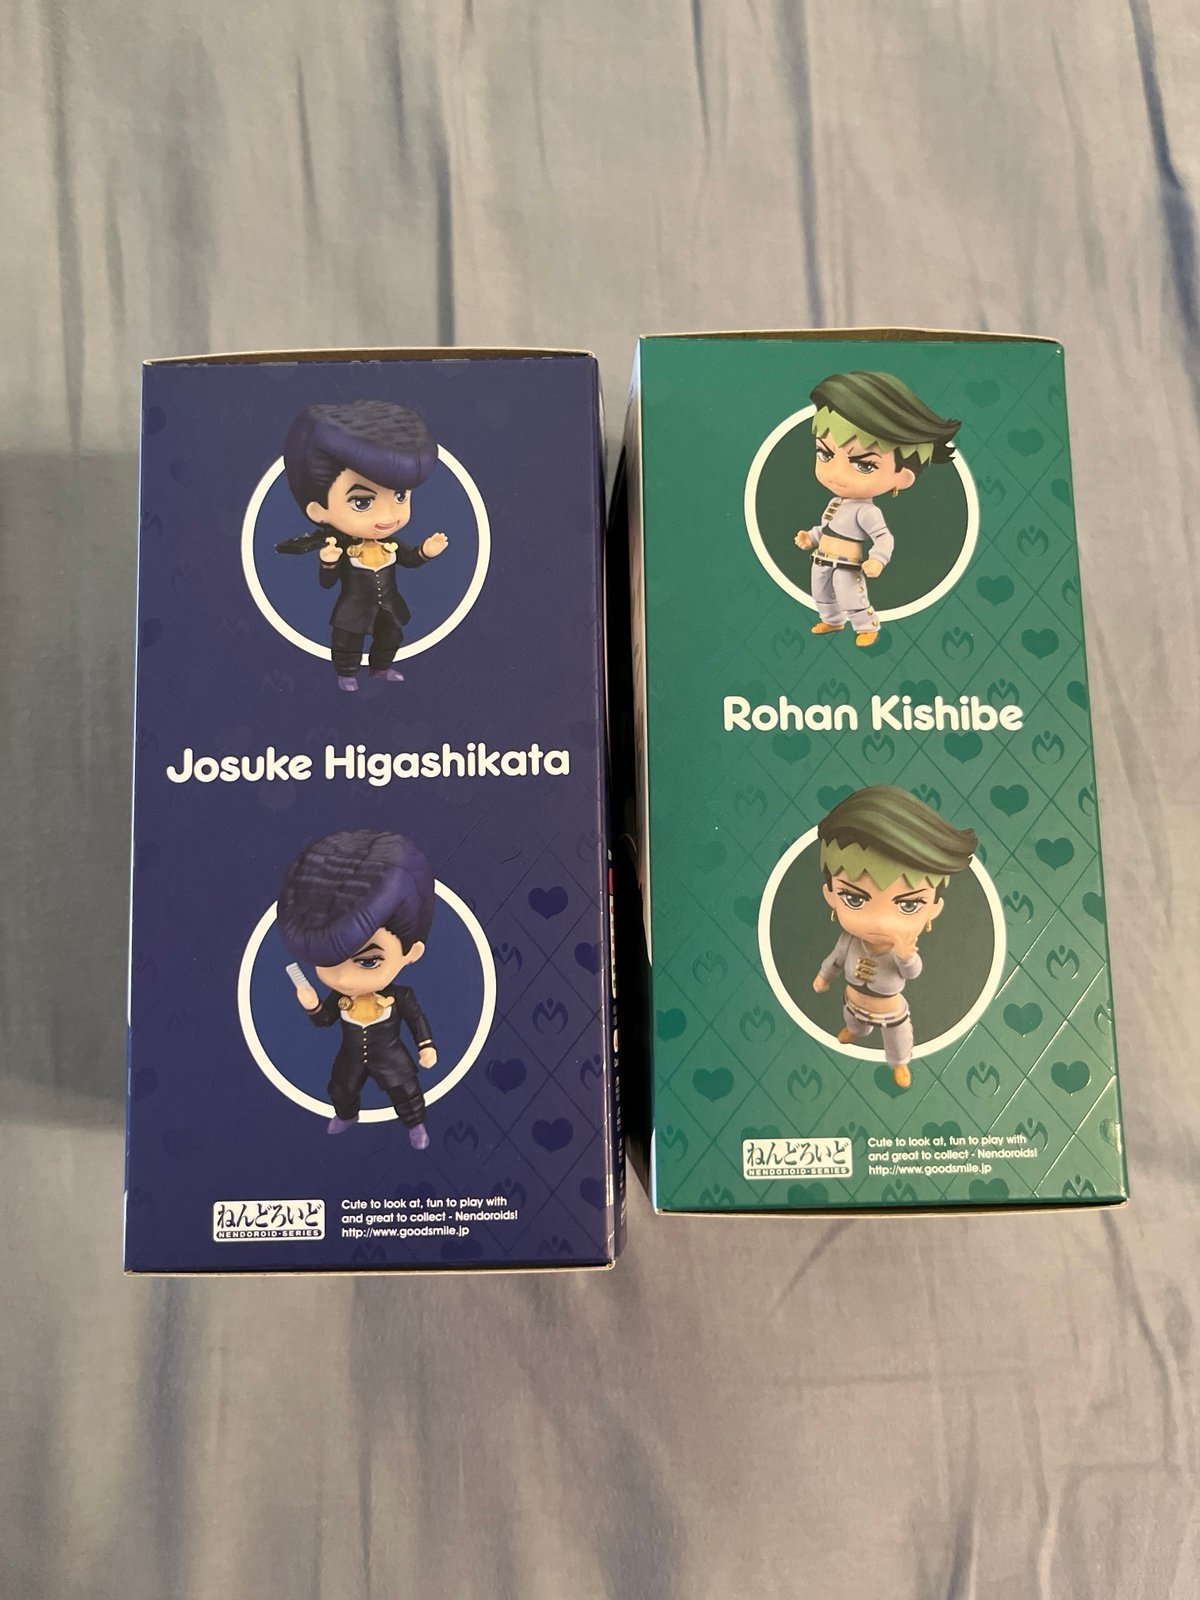 Josuke Higashikata
ねんどろいど
NENDOROID·SERIES
Cute to look at, fun to play with
and great to collect - Nendoroids!
http://www.goodsmile.jp
Rohan Kishibe
ねんどろいど
NENDOROID·SERIES
Cute to look at, fun to play with
and great to collect - Nendoroids!
http://www.goodsmile.jp